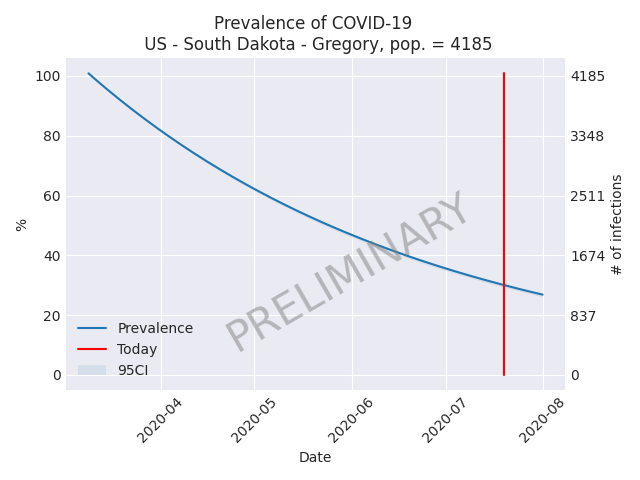 Prevalence of COVID-19
US - South Dakota - Gregory, pop. = 4185
100
80
60
40
20
0
%
4185
3348
2511
1674
837
0
# of infections
PRELIMINARY
Prevalence
Today
95CI
2020-04
2020-05
2020-06
2020-07
2020-08
Date